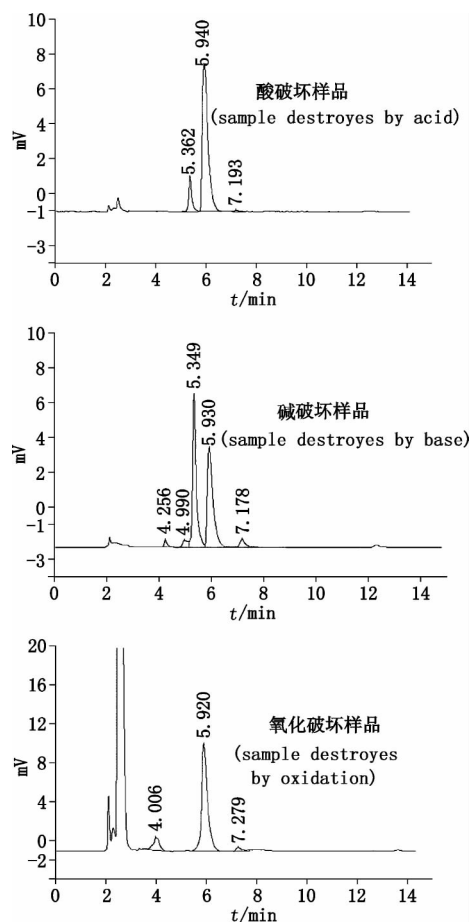 10
8
6
4
2
0
-1
-3
mV
5.362
5.940
7.193
酸破坏样品
(sample destroyes by acid)
0 2 4 6 8 10 12 14
t/min
10
8
6
4
2
0
-1
-3
mV
4.256
4.990
5.349
5.930
7.178
碱破坏样品
(sample destroyes by base)
0 2 4 6 8 10 12 14
t/min
20
16
12
8
4
0
-2
mV
4.006
5.920
7.279
氧化破坏样品
(sample destroyes
by oxidation)
0 2 4 6 8 10 12 14
t/min